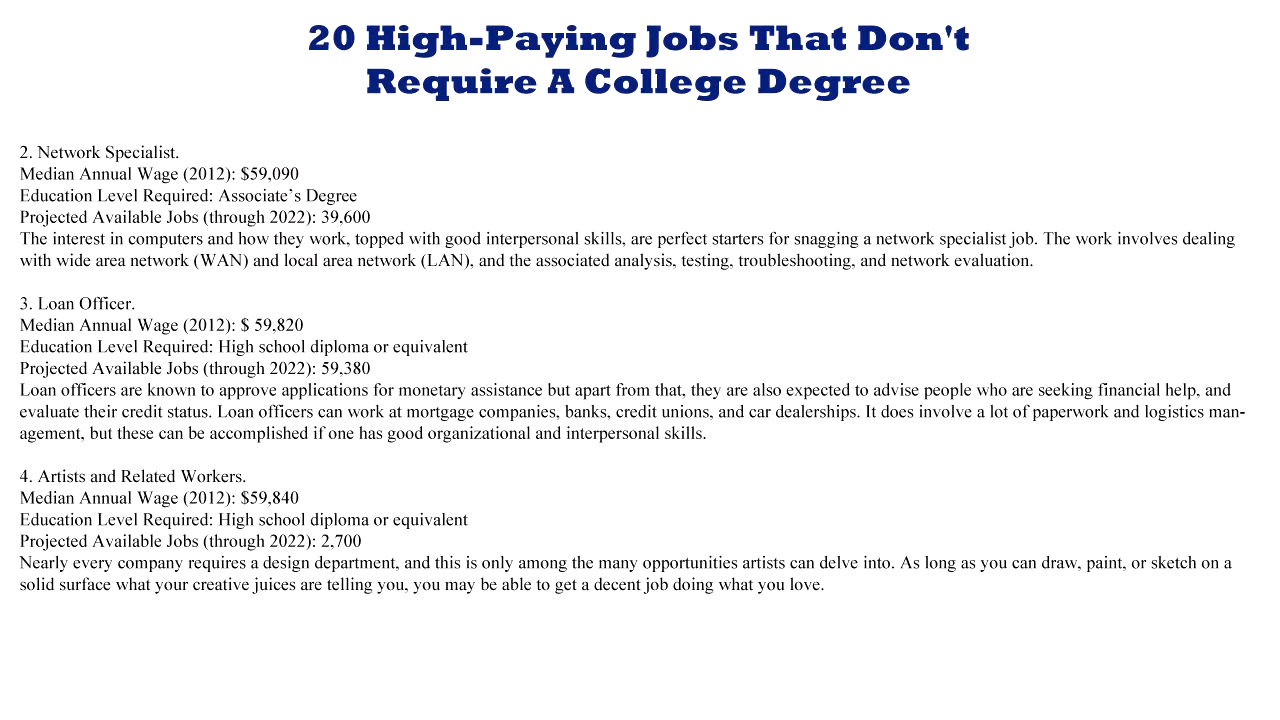 20 High-Paying Jobs That Don't
Require A College Degree
2. Network Specialist.
Median Annual Wage (2012): $59,090
Education Level Required: Associate’s Degree
Projected Available Jobs (through 2022): 39,600
The interest in computers and how they work, topped with good interpersonal skills, are perfect starters for snagging a network specialist job. The work involves dealing
with wide area network (WAN) and local area network (LAN), and the associated analysis, testing, troubleshooting, and network evaluation.
3. Loan Officer.
Median Annual Wage (2012): $ 59,820
Education Level Required: High school diploma or equivalent
Projected Available Jobs (through 2022): 59,380
Loan officers are known to approve applications for monetary assistance but apart from that, they are also expected to advise people who are seeking financial help, and
evaluate their credit status. Loan officers can work at mortgage companies, banks, credit unions, and car dealerships. It does involve a lot of paperwork and logistics man-
agement, but these can be accomplished if one has good organizational and interpersonal skills.
4. Artists and Related Workers.
Median Annual Wage (2012): $59,840
Education Level Required: High school diploma or equivalent
Projected Available Jobs (through 2022): 2,700
Nearly every company requires a design department, and this is only among the many opportunities artists can delve into. As long as you can draw, paint, or sketch on a
solid surface what your creative juices are telling you, you may be able to get a decent job doing what you love.